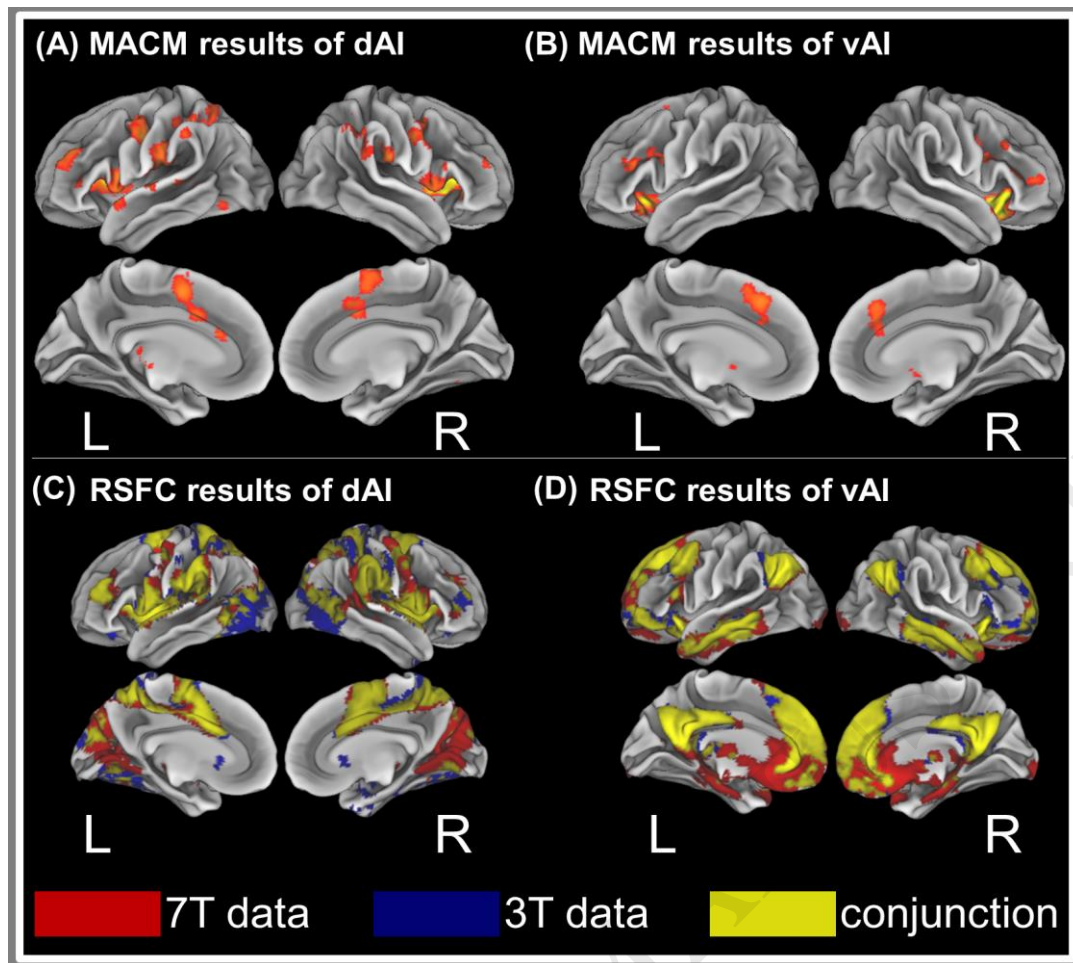 (A) MACM results of dAI
(B) MACM results of vAI
L R
L R
(C) RSFC results of dAI
(D) RSFC results of vAI
L R
L R
7T data
3T data
conjunction